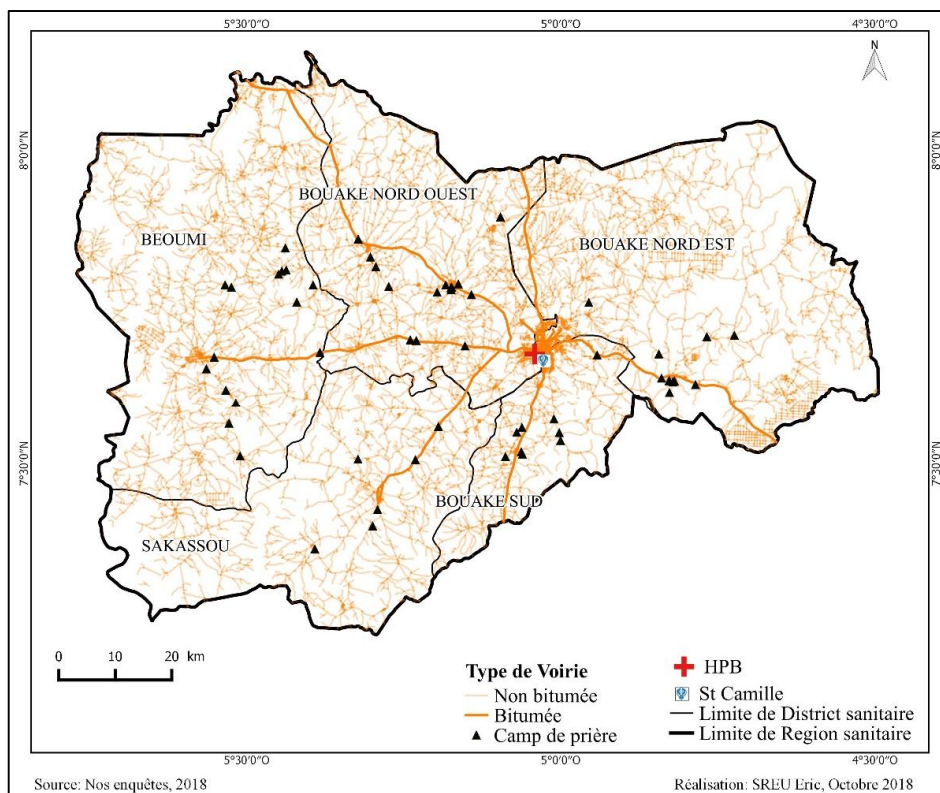 5°30'0"O 5°0'0"O 4°30'0"O
N
8°0'0"N 8°0'0"N
BOUAKE NORD OUEST
BEOUMI
BOUAKE NORD EST
7°30'0"N 7°30'0"N
BOUAKE SUD
SAKASSOU
0 10 20 km
Type de Voirie
Non bitumée
Bitumée
Camp de prière
HPB
St Camille
Limite de District sanitaire
Limite de Region sanitaire
5°30'0"O 5°0'0"O 4°30'0"O
Source: Nos enquêtes, 2018
Réalisation: SREU Eric, Octobre 2018